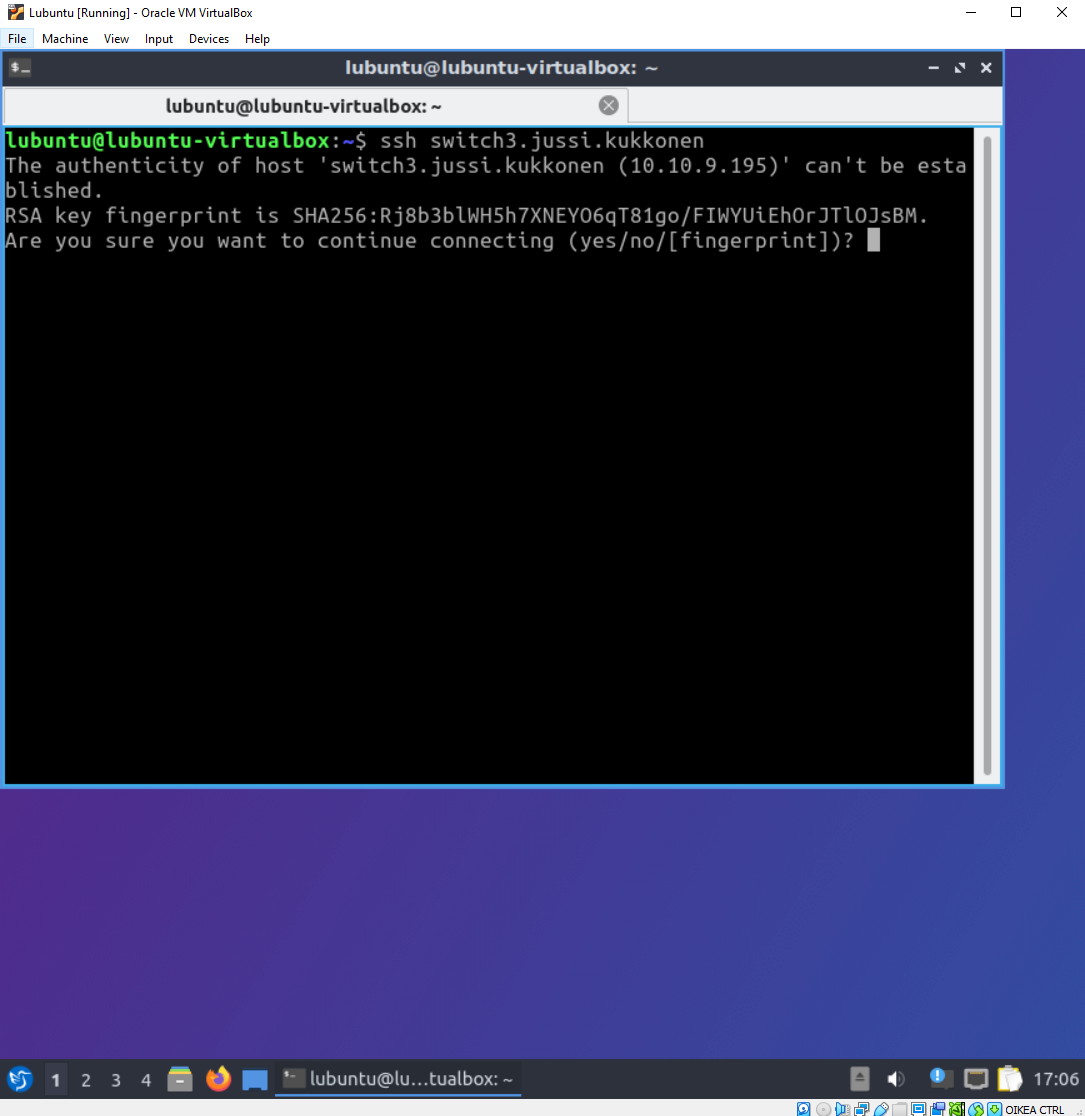 Lubuntu [Running] - Oracle VM VirtualBox
File Machine View Input Devices Help
lubuntu@lubuntu-virtualbox: ~
lubuntu@lubuntu-virtualbox: ~
lubuntu@lubuntu-virtualbox:~$ ssh switch3.jussi.kukkonen
The authenticity of host 'switch3.jussi.kukkonen (10.10.9.195)' can't be esta
blished.
RSA key fingerprint is SHA256:Rj8b3blWH5h7XNEYO6qT81go/FIWYUiEhOrJTlOJsBM.
Are you sure you want to continue connecting (yes/no/[fingerprint])?
1 2 3 4 lubuntu@lu...tualbox: ~ 17:06
OIKEA CTRL